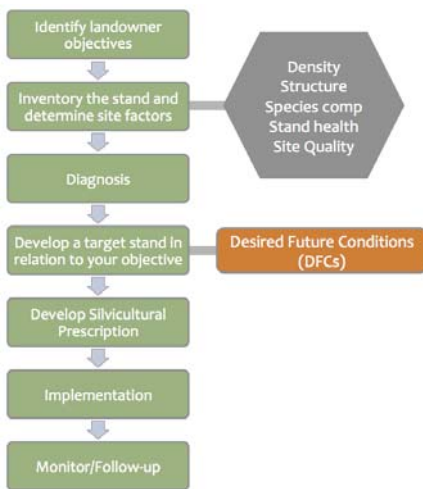 Identify landowner
objectives
Inventory the stand and
determine site factors
Density
Structure
Species comp
Stand health
Site Quality
Diagnosis
Develop a target stand in
relation to your objective
Desired Future Conditions
(DFCs)
Develop Silvicultural
Prescription
Implementation
Monitor/Follow-up